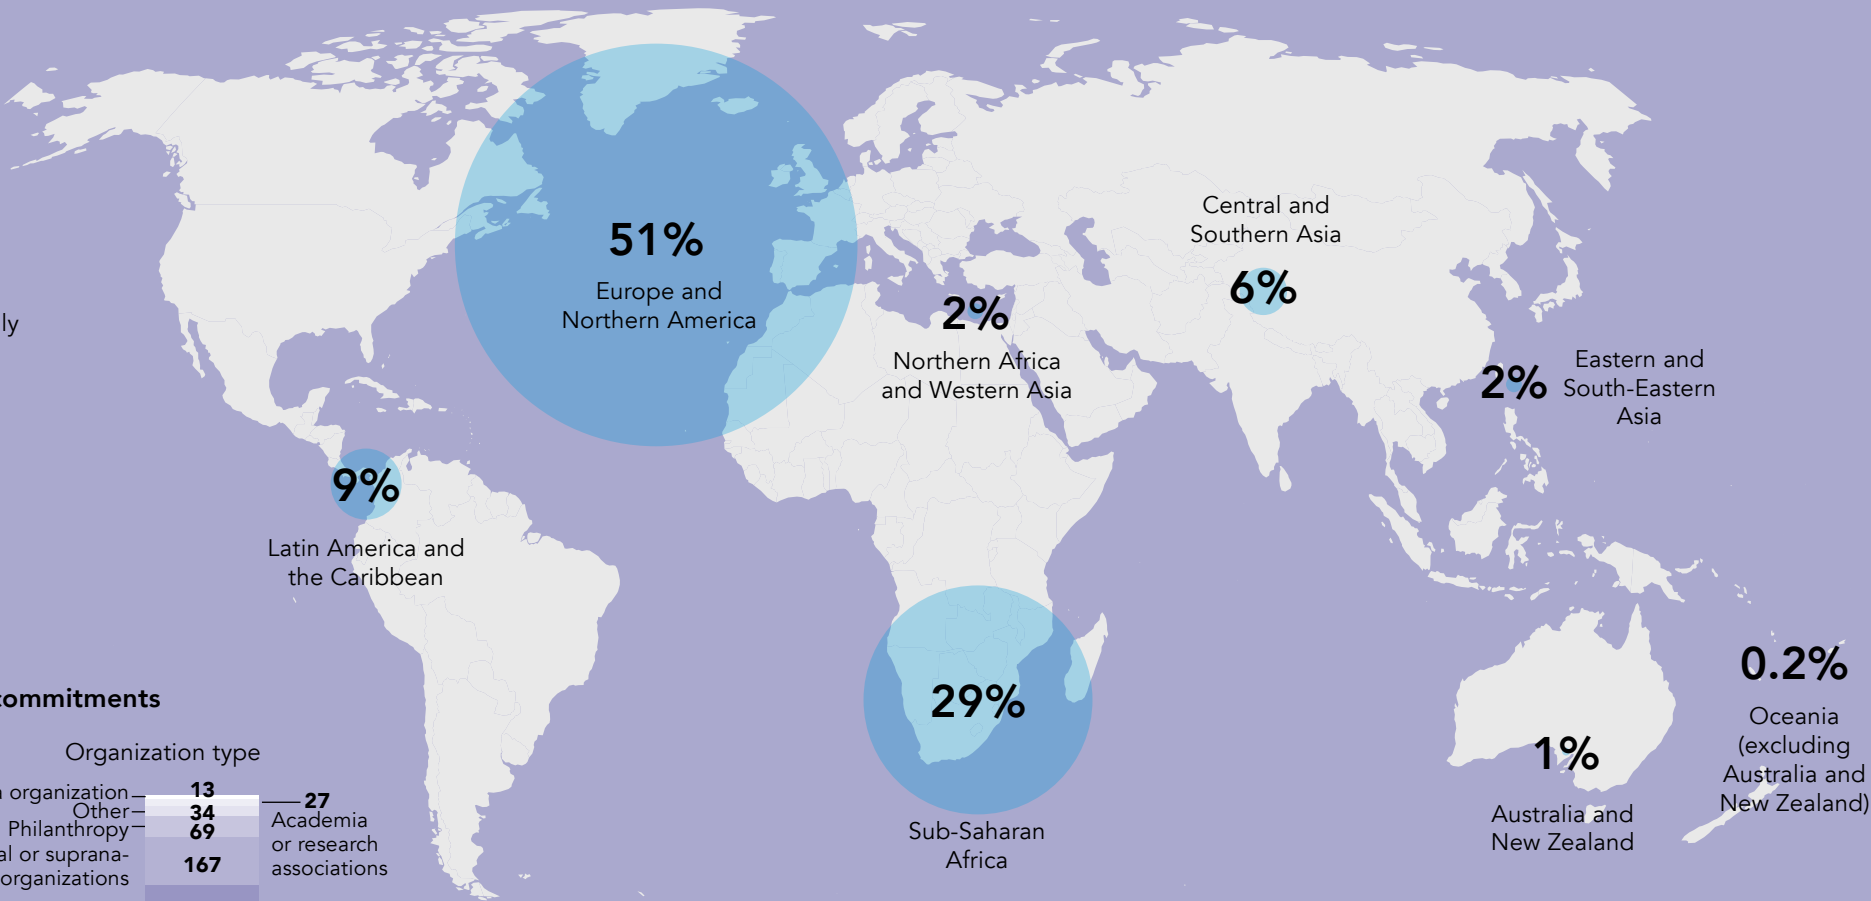 51%
Europe and
Northern America
Central and
Southern Asia
6%
2%
Northern Africa
and Western Asia
2%
Eastern and
South-Eastern
Asia
9%
Latin America and
the Caribbean
29%
Sub-Saharan
Africa
1%
Australia and
New Zealand
0.2%
Oceania
(excluding
Australia and
New Zealand)
commitments
Organization type
organization
13
Other
34
Philanthropy
69
al or suprana-
organizations
167
27
Academia
or research
associations